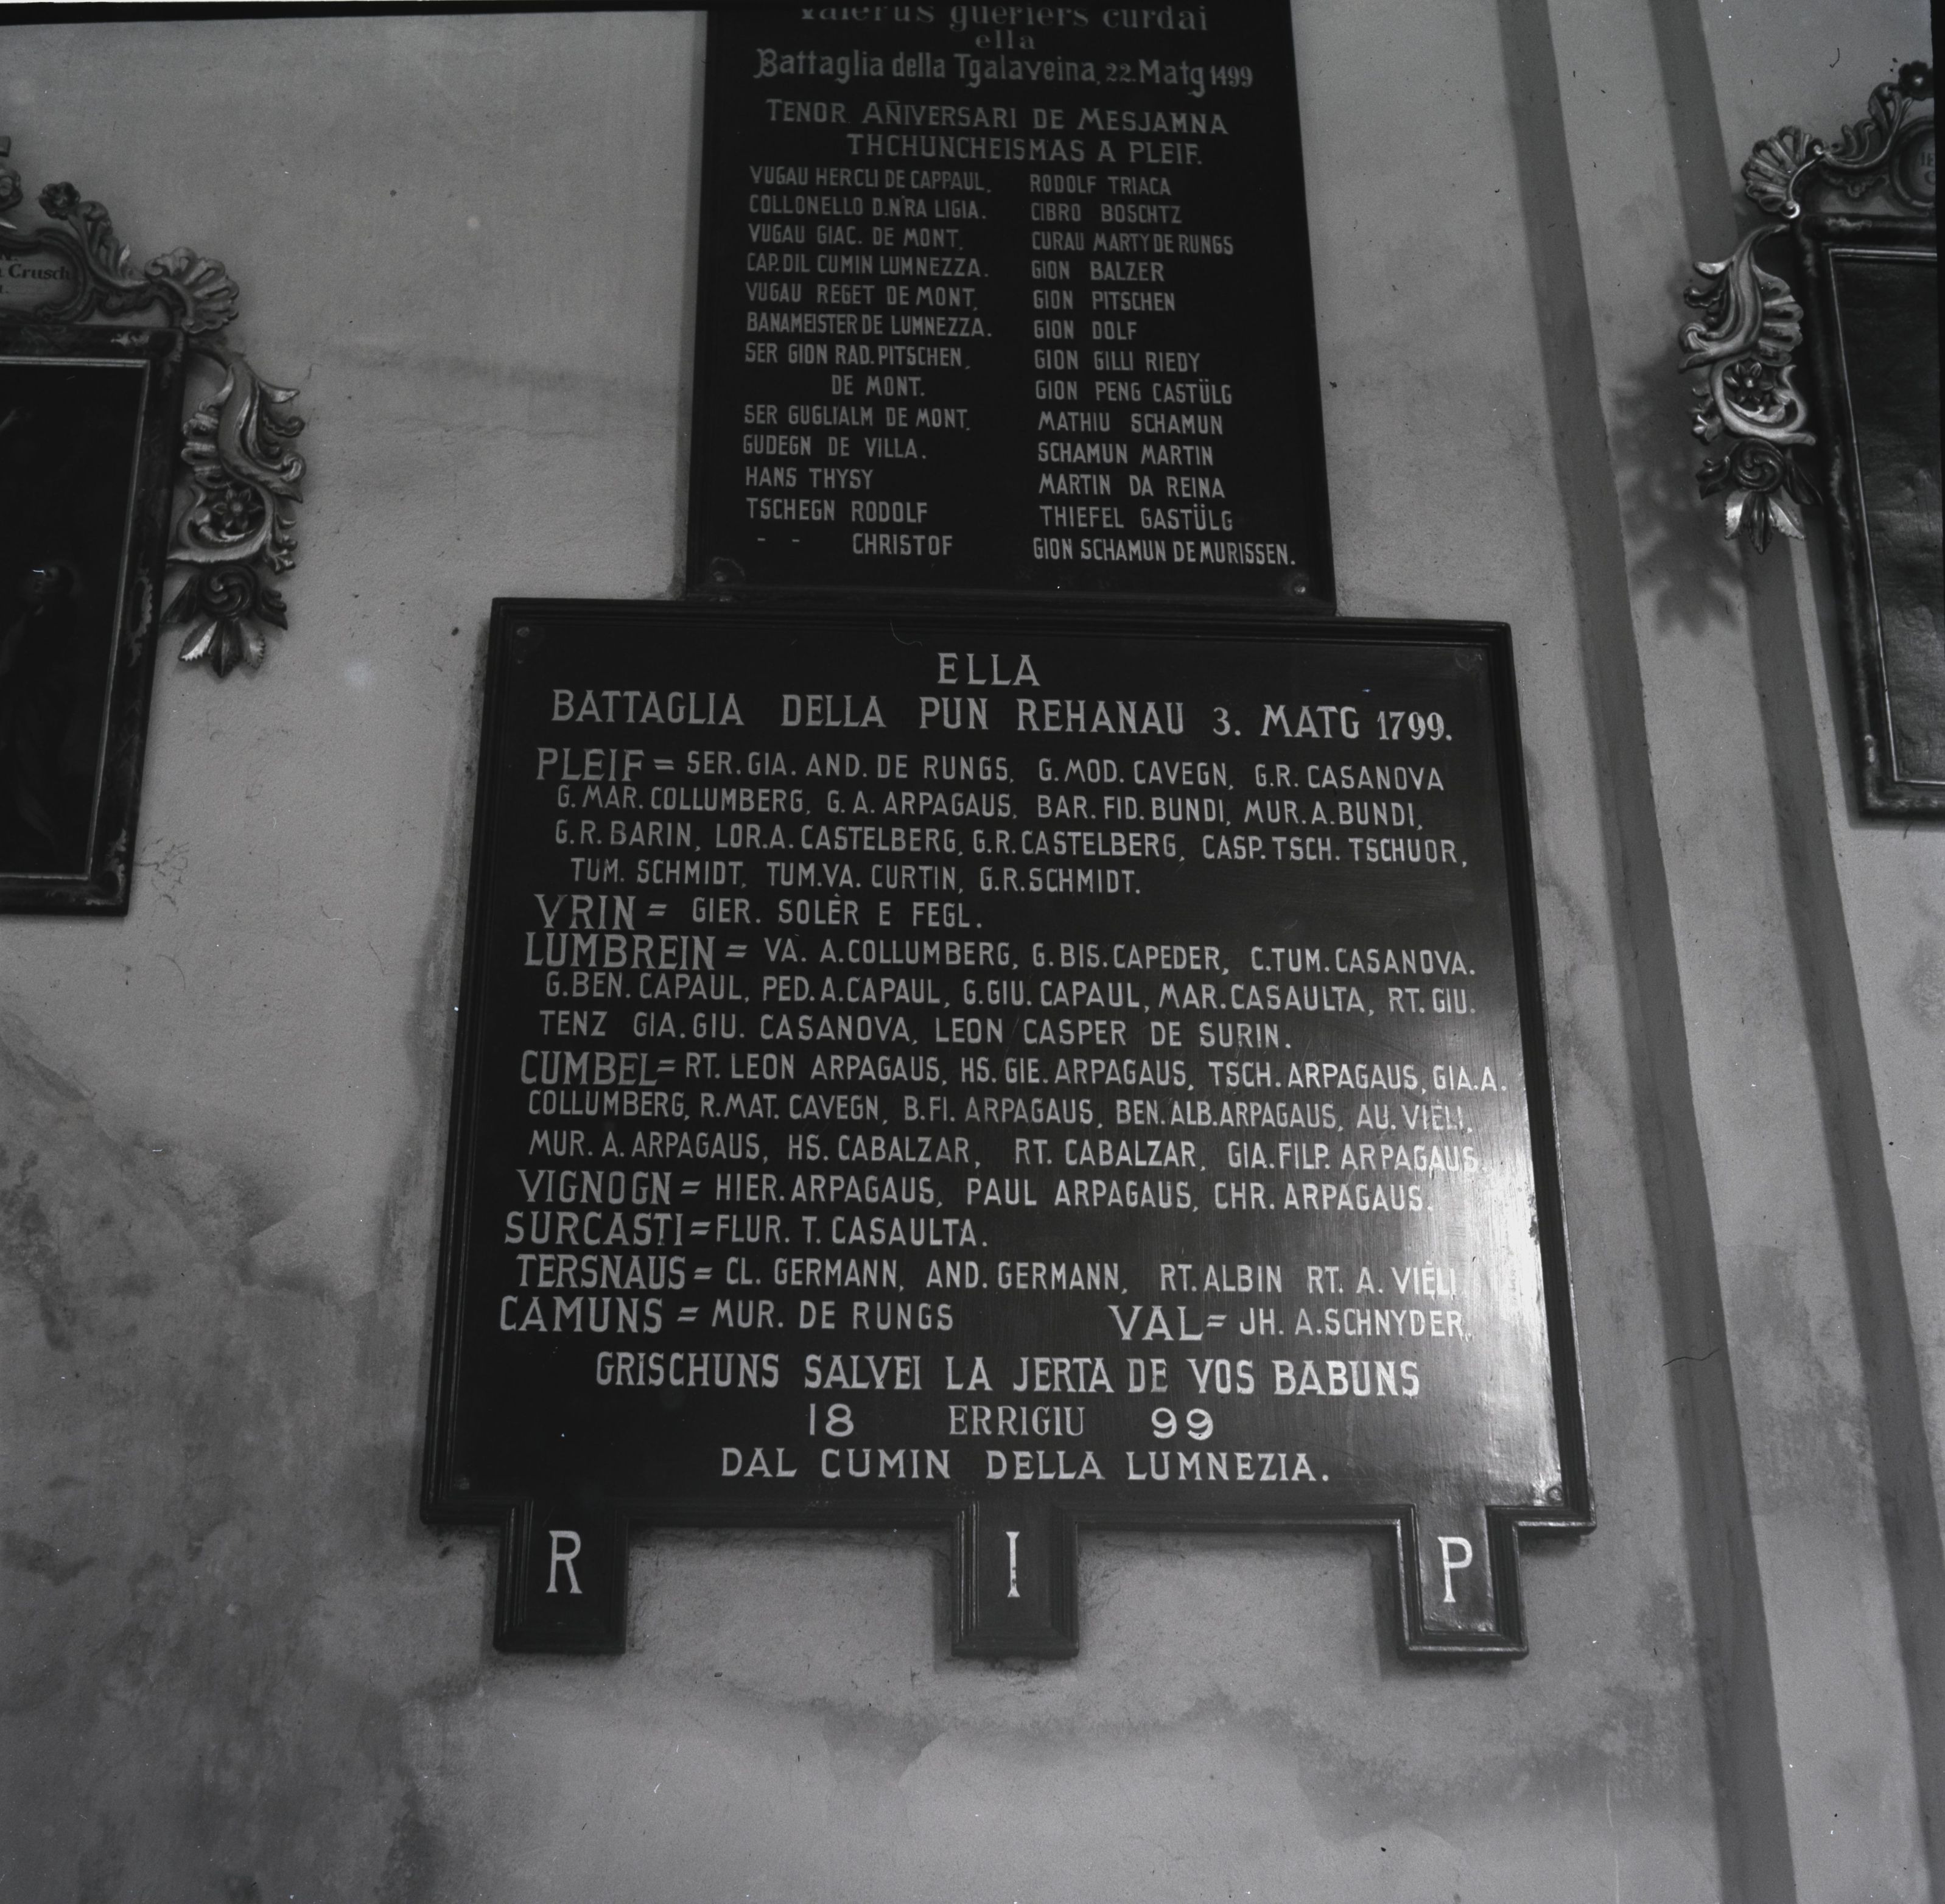 gueriers curdai
ella
Battaglia della Tgalaveina, 22. Matg 1499
TENOR AÑIVERSARI DE MESJAMNA
THCHUNCHEISMAS A PLEIF.
VUGAU HERCLI DE CAPPAUL.
COLLONELLO D.N'RA LIGIA.
VUGAU GIAC. DE MONT,
CAP. DIL CUMIN LUMNEZZA.
VUGAU REGET DE MONT,
BANAMEISTER DE LUMNEZZA.
SER GION RAD. PITSCHEN.
DE MONT.
SER GUGLIALM DE MONT.
GUDEGN DE VILLA.
HANS THYSY
TSCHEGN RODOLF
- - CHRISTOF
RODOLF TRIACA
CIBRO BOSCHTZ
CURAU MARTY DE RUNGS
GION BALZER
GION PITSCHEN
GION DOLF
GION GILLI RIEDY
GION PENG CASTÜLG
MATHIU SCHAMUN
SCHAMUN MARTIN
MARTIN DA REINA
THIEFEL GASTÜLG
GION SCHAMUN DE MURISSEN.
ELLA
BATTAGLIA DELLA PUN REHANAU 3. MATG 1799.
PLEIF = SER. GIA. AND. DE RUNGS, G. MOD. CAVEGN, G.R. CASANOVA
G. MAR. COLLUMBERG, G. A. ARPAGAUS, BAR. FID. BUNDI, MUR. A. BUNDI,
G.R. BARIN, LOR.A. CASTELBERG, G.R. CASTELBERG, CASP. TSCH. TSCHUOR,
TUM. SCHMIDT, TUM. VA. CURTIN, G.R. SCHMIDT.
VRIN = GIER. SOLÈR E FEGL.
LUMBREIN = VA. A. COLLUMBERG, G. BIS. CAPEDER, C. TUM. CASANOVA.
G. BEN. CAPAUL, PED. A. CAPAUL, G. GIU. CAPAUL, MAR. CASAULTA, RT. GIU.
TENZ GIA. GIU. CASANOVA, LEON CASPER DE SURIN.
CUMBEL = RT. LEON ARPAGAUS, HS. GIE. ARPAGAUS, TSCH. ARPAGAUS, GIA. A.
COLLUMBERG, R. MAT. CAVEGN, B. FI. ARPAGAUS, BEN. ALB. ARPAGAUS, AU. VIÈLI,
MUR. A. ARPAGAUS, HS. CABALZAR, RT. CABALZAR, GIA. FILP. ARPAGAUS.
VIGNOGN = HIER. ARPAGAUS, PAUL ARPAGAUS, CHR. ARPAGAUS.
SURCASTI = FLUR. T. CASAULTA.
TERSNAUS = CL. GERMANN, AND. GERMANN, RT. ALBIN RT. A. VIÈLI
CAMUNS = MUR. DE RUNGS VAL = JH. A. SCHNYDER.
GRISCHUNS SALVEI LA JERTA DE VOS BABUNS
18 ERRIGIU 99
DAL CUMIN DELLA LUMNEZIA.
R I P
Crusch